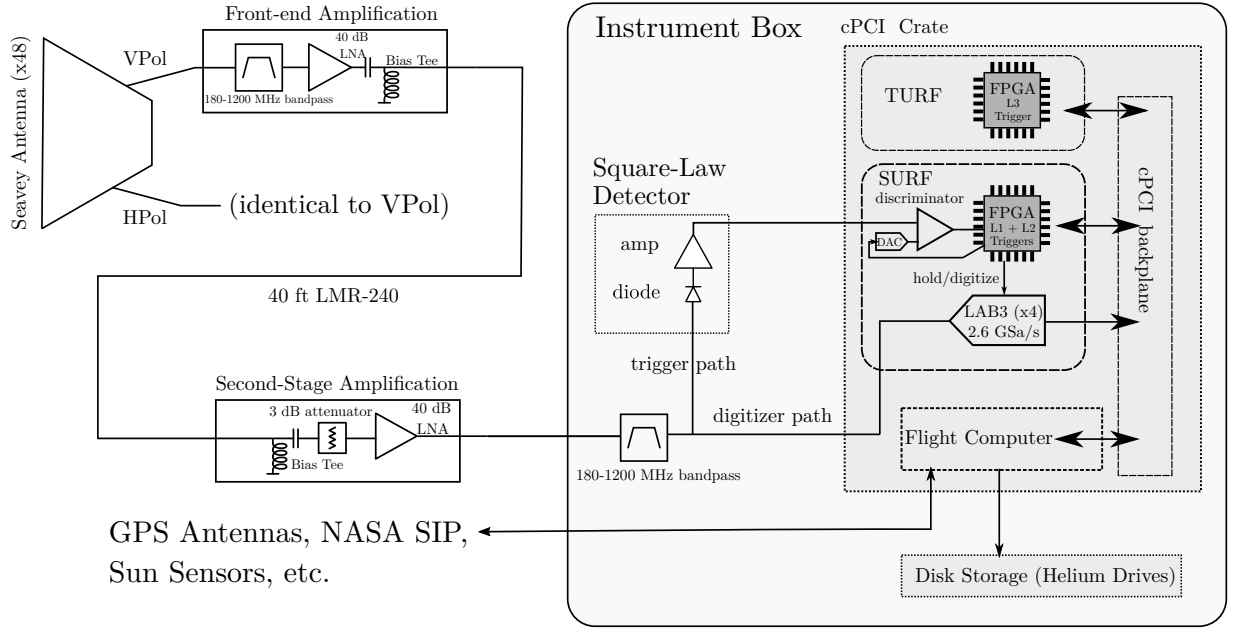 Front-end Amplification
Seavey Antenna (x48)
VPol
40 dB
LNA
Bias Tee
180-1200 MHz bandpass
HPol
(identical to VPol)
40 ft LMR-240
Second-Stage Amplification
3 dB attenuator
40 dB
LNA
Bias Tee
GPS Antennas, NASA SIP,
Sun Sensors, etc.
Instrument Box
cPCI Crate
TURF
FPGA
L3
Trigger
Square-Law
Detector
amp
diode
SURF
discriminator
DAC
FPGA
L1 + L2
Triggers
hold/digitize
LAB3 (x4)
2.6 GSa/s
cPCI backplane
trigger path
digitizer path
180-1200 MHz bandpass
Flight Computer
Disk Storage (Helium Drives)